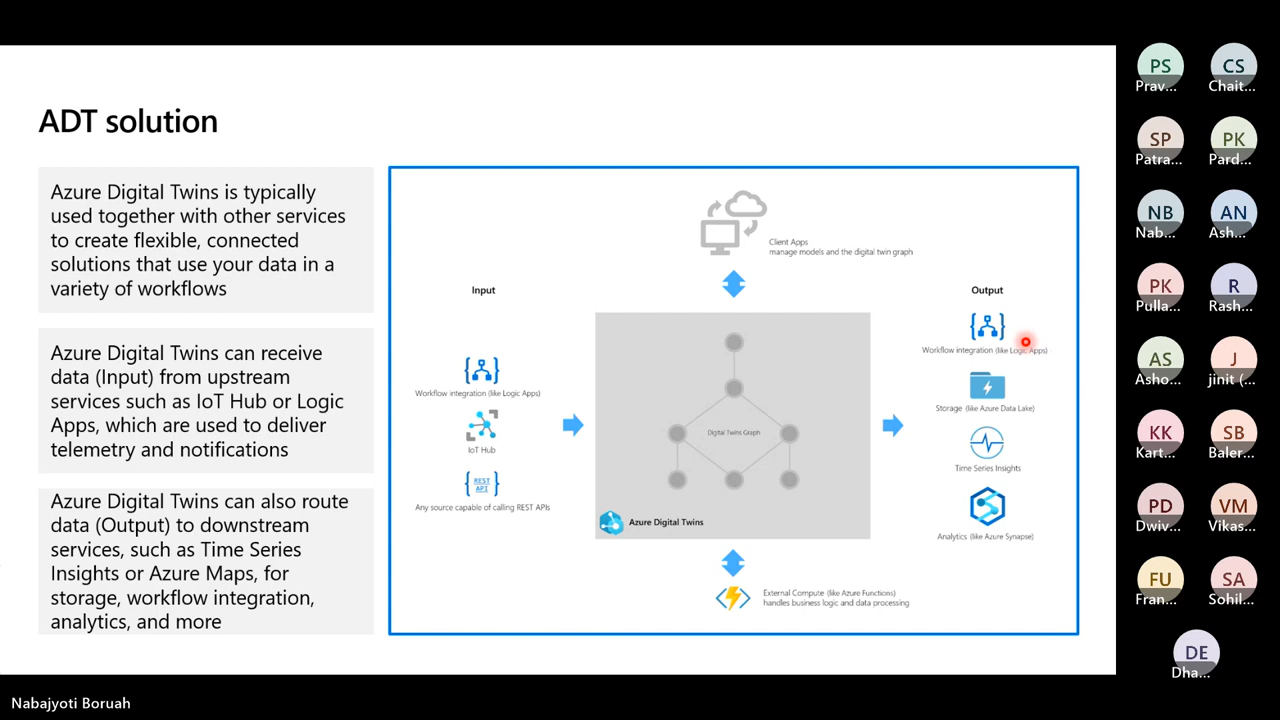 ADT solution
Azure Digital Twins is typically
used together with other services
to create flexible, connected
solutions that use your data in a
variety of workflows
Azure Digital Twins can receive
data (Input) from upstream
services such as IoT Hub or Logic
Apps, which are used to deliver
telemetry and notifications
Azure Digital Twins can also route
data (Output) to downstream
services, such as Time Series
Insights or Azure Maps, for
storage, workflow integration,
analytics, and more
Client Apps
manage models and the digital twin graph
Input
Workflow integration (like Logic Apps)
IoT Hub
REST
API
Any source capable of calling REST APIs
Digital Twins Graph
Azure Digital Twins
Output
Workflow integration (like Logic Apps)
Storage (like Azure Data Lake)
Time Series Insights
Analytics (like Azure Synapse)
External Compute (like Azure Functions)
handles business logic and data processing
PS
CS
Prav...
Chait...
SP
PK
Patra...
Pard...
NB
AN
Nab...
Ash...
PK
R
Pulla...
Rash...
AS
J
Asho...
jinit (...
KK
SB
Kart...
Baler...
PD
VM
Dwiv...
Vikas...
FU
SA
Fran...
Sohil...
DE
Dha...
Nabajyoti Boruah